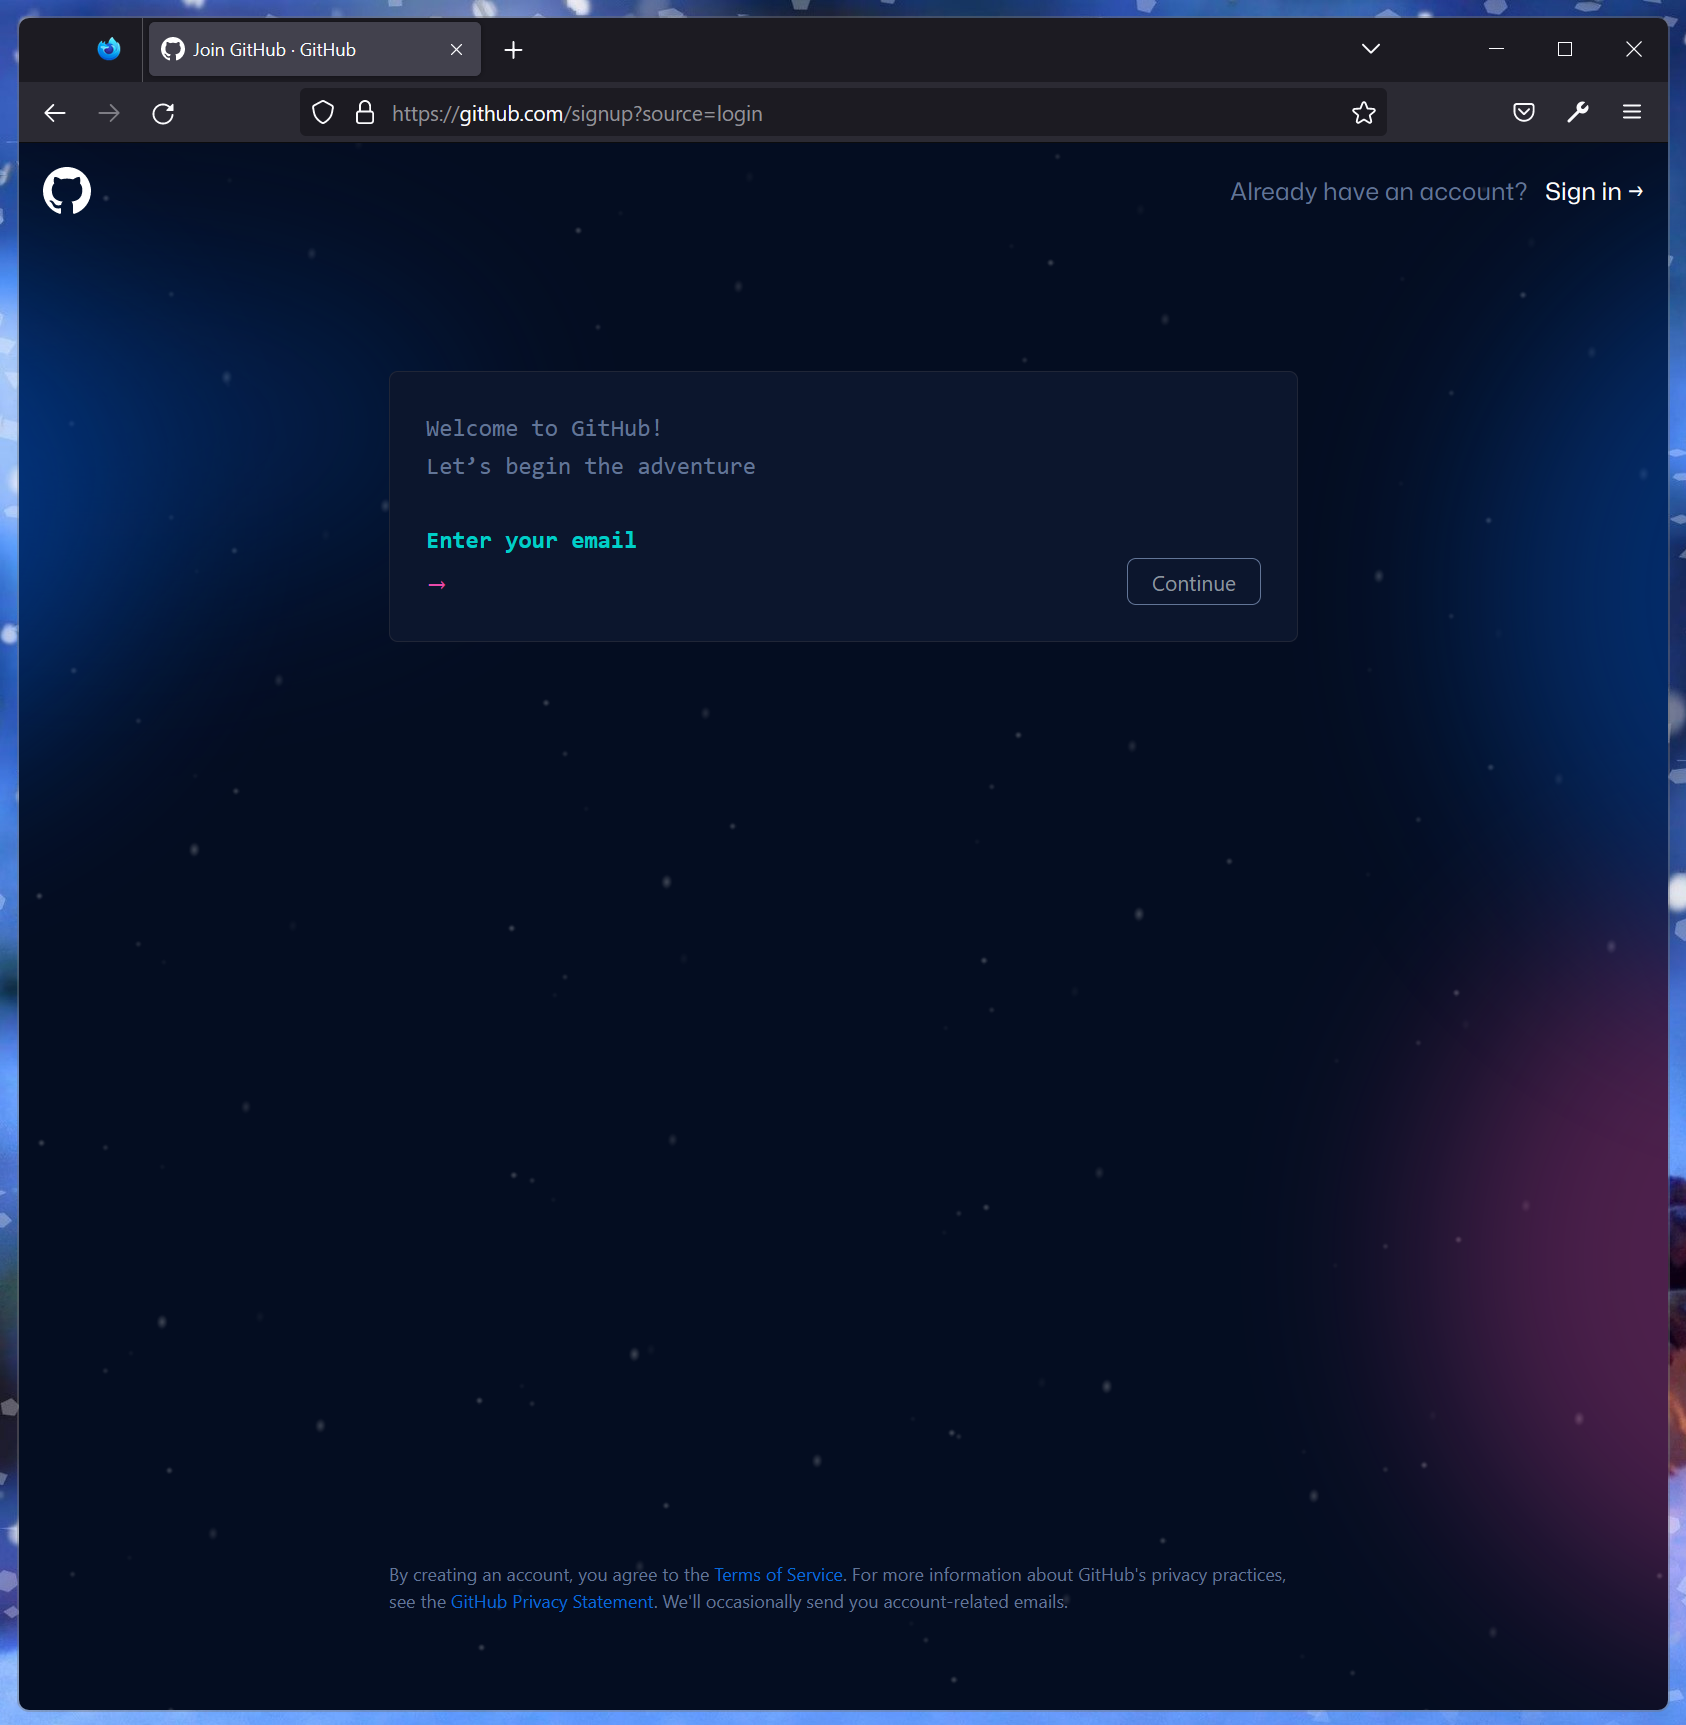 Join GitHub · GitHub
https://github.com/signup?source=login
Already have an account? Sign in →
Welcome to GitHub!
Let’s begin the adventure
Enter your email
→
Continue
By creating an account, you agree to the Terms of Service. For more information about GitHub's privacy practices,
see the GitHub Privacy Statement. We'll occasionally send you account-related emails.